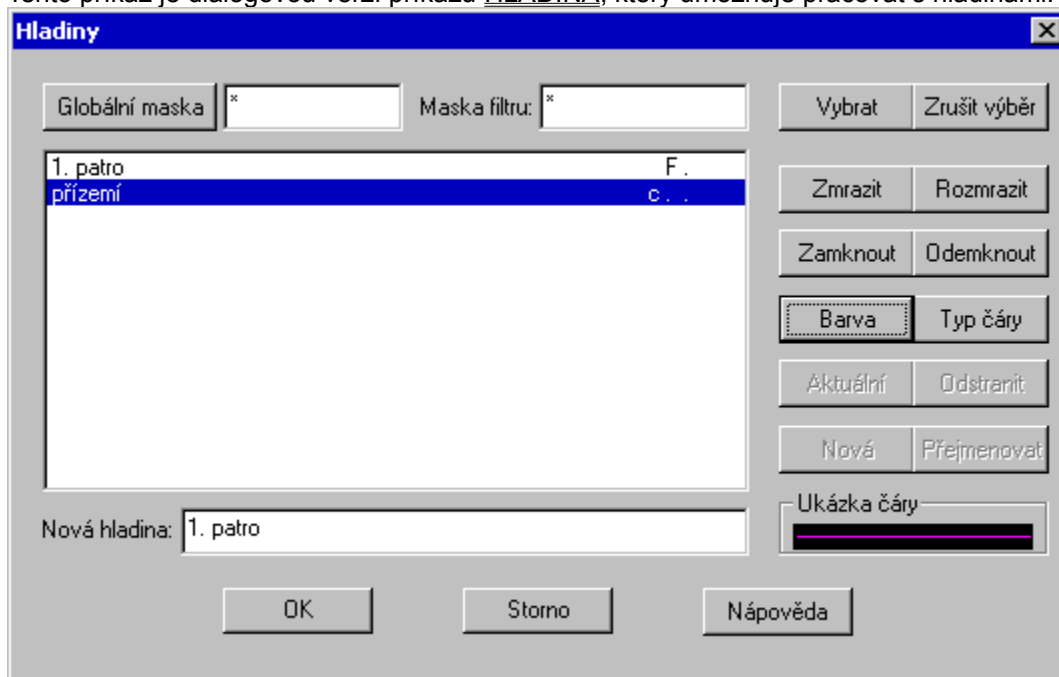 Tento příkaz je dialogovou verzí příkazu HLADINA, který umožňuje pracovat s hladinami.
Hladiny
Globální maska * Maska filtru: * Vybrat Zrušit výběr
1. patro F .
přízemí c . .
Zmrazit Rozmrazit
Zamknout Odemknout
Barva Typ čáry
Aktuální Odstranit
Nová Přejmenovat
Ukázka čáry
Nová hladina: 1. patro
OK Storno Nápověda